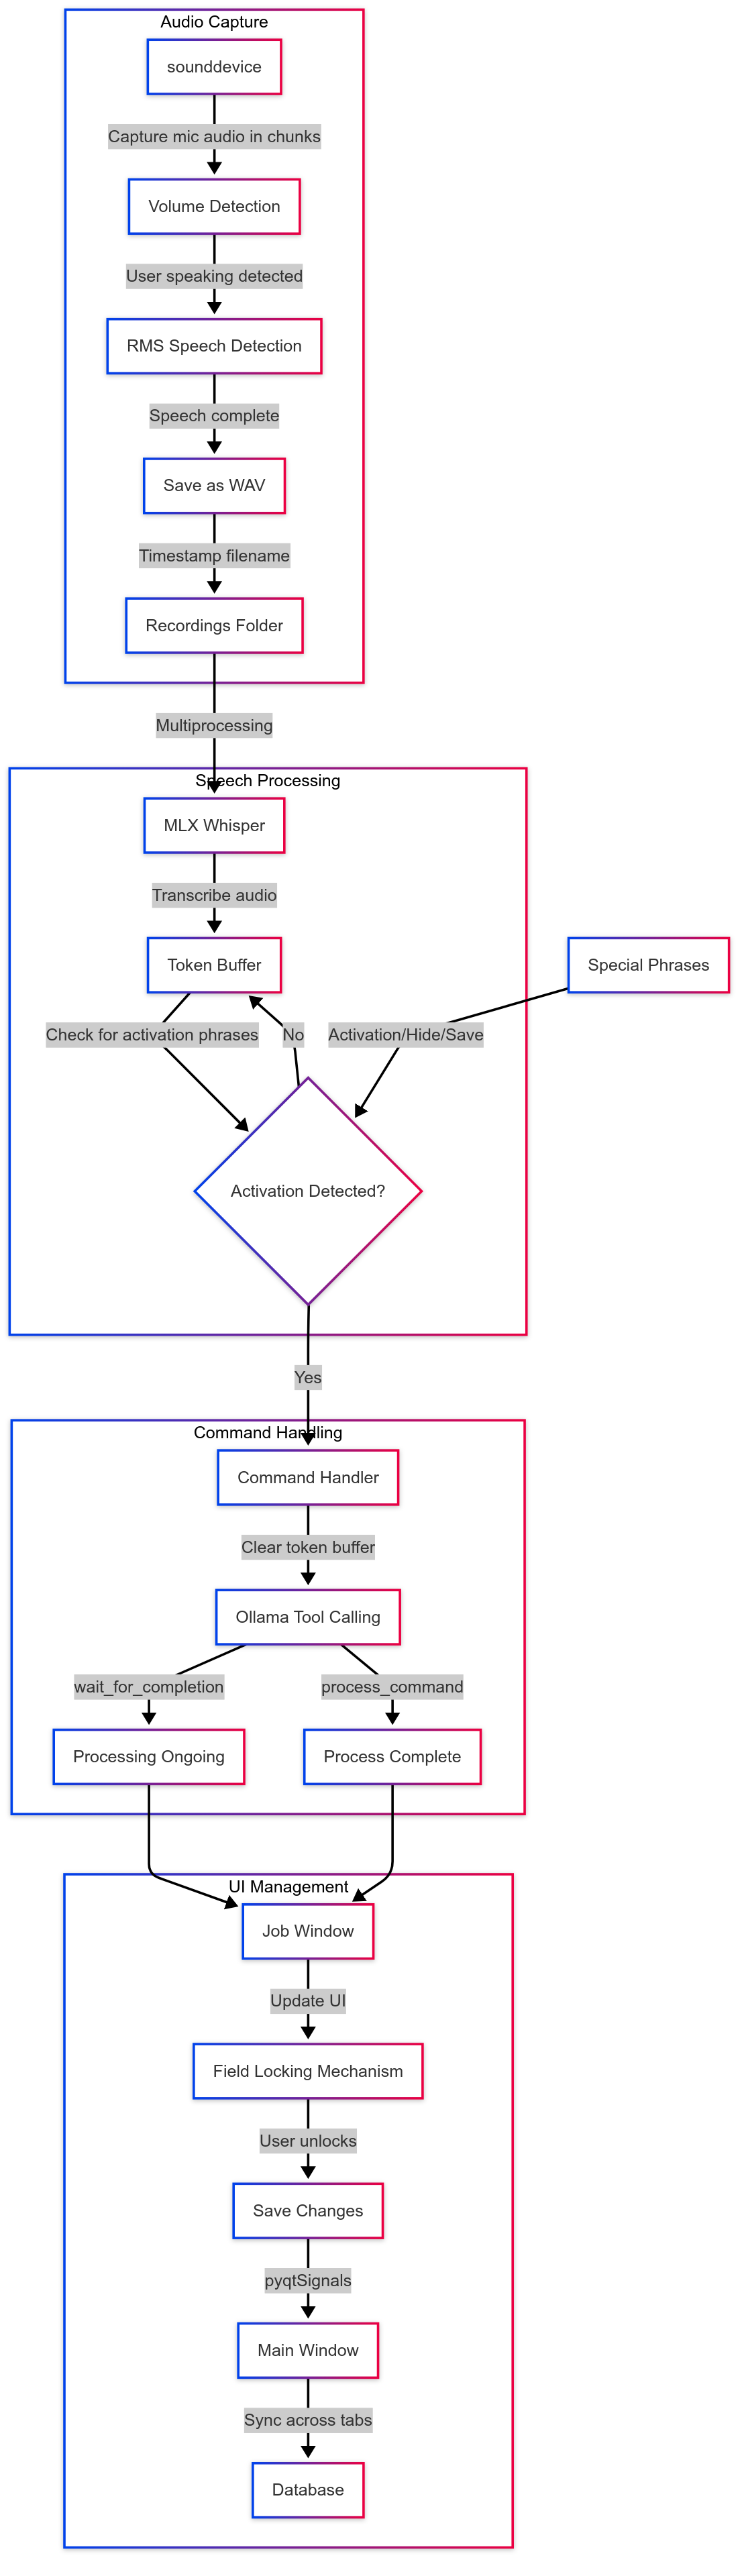 Audio Capture
sounddevice
Capture mic audio in chunks
Volume Detection
User speaking detected
RMS Speech Detection
Speech complete
Save as WAV
Timestamp filename
Recordings Folder
Multiprocessing
Speech Processing
MLX Whisper
Transcribe audio
Token Buffer
Special Phrases
Check for activation phrases
No
Activation/Hide/Save
Activation Detected?
Yes
Command Handling
Command Handler
Clear token buffer
Ollama Tool Calling
wait_for_completion
process_command
Processing Ongoing
Process Complete
UI Management
Job Window
Update UI
Field Locking Mechanism
User unlocks
Save Changes
pyqtSignals
Main Window
Sync across tabs
Database